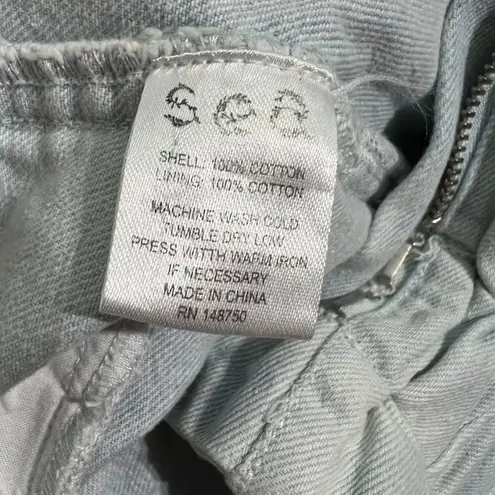 Sea
SHELL: 100% COTTON
LINING: 100% COTTON
MACHINE WASH COLD
TUMBLE DRY LOW
PRESS WITTH WARM IRON
IF NECESSARY
MADE IN CHINA
RN 148750